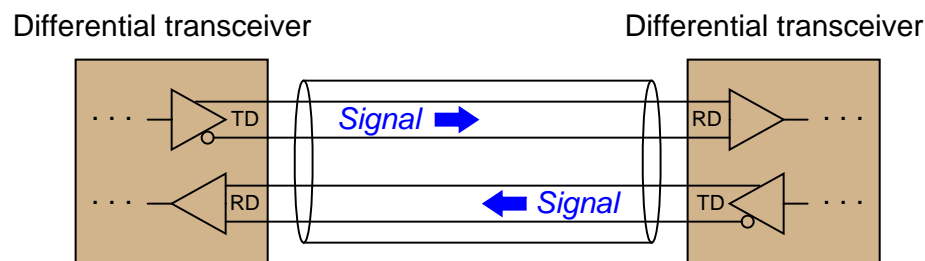 Differential transceiver Differential transceiver
. . . TD Signal RD . . .
. . . RD Signal TD . . .